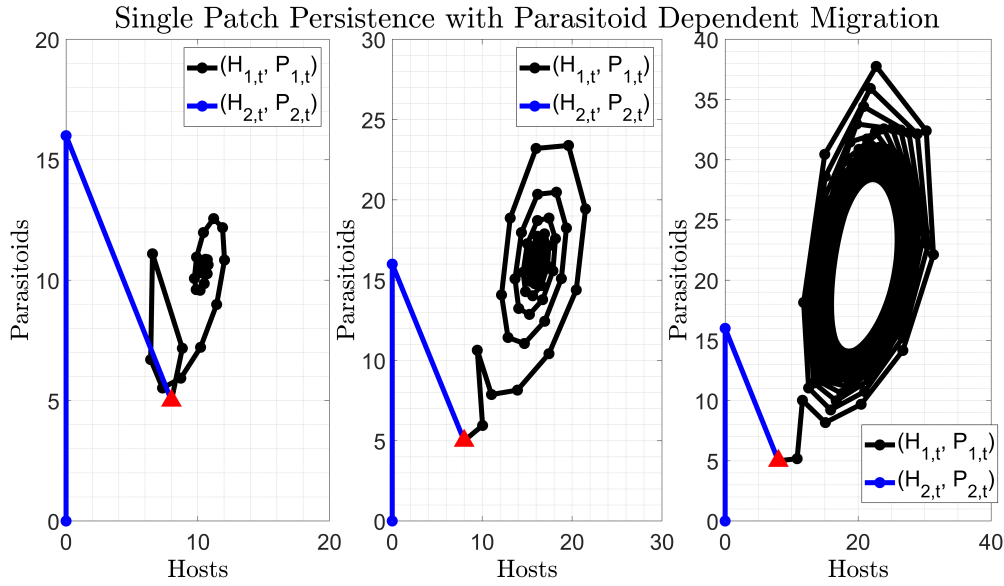 Single Patch Persistence with Parasitoid Dependent Migration
20
15
10
5
0
0
10
20
Hosts
Parasitoids
(H1,t, P1,t)
(H2,t, P2,t)
30
25
20
15
10
5
0
0
10
20
30
Hosts
Parasitoids
(H1,t, P1,t)
(H2,t, P2,t)
40
35
30
25
20
15
10
5
0
0
20
40
Hosts
Parasitoids
(H1,t, P1,t)
(H2,t, P2,t)